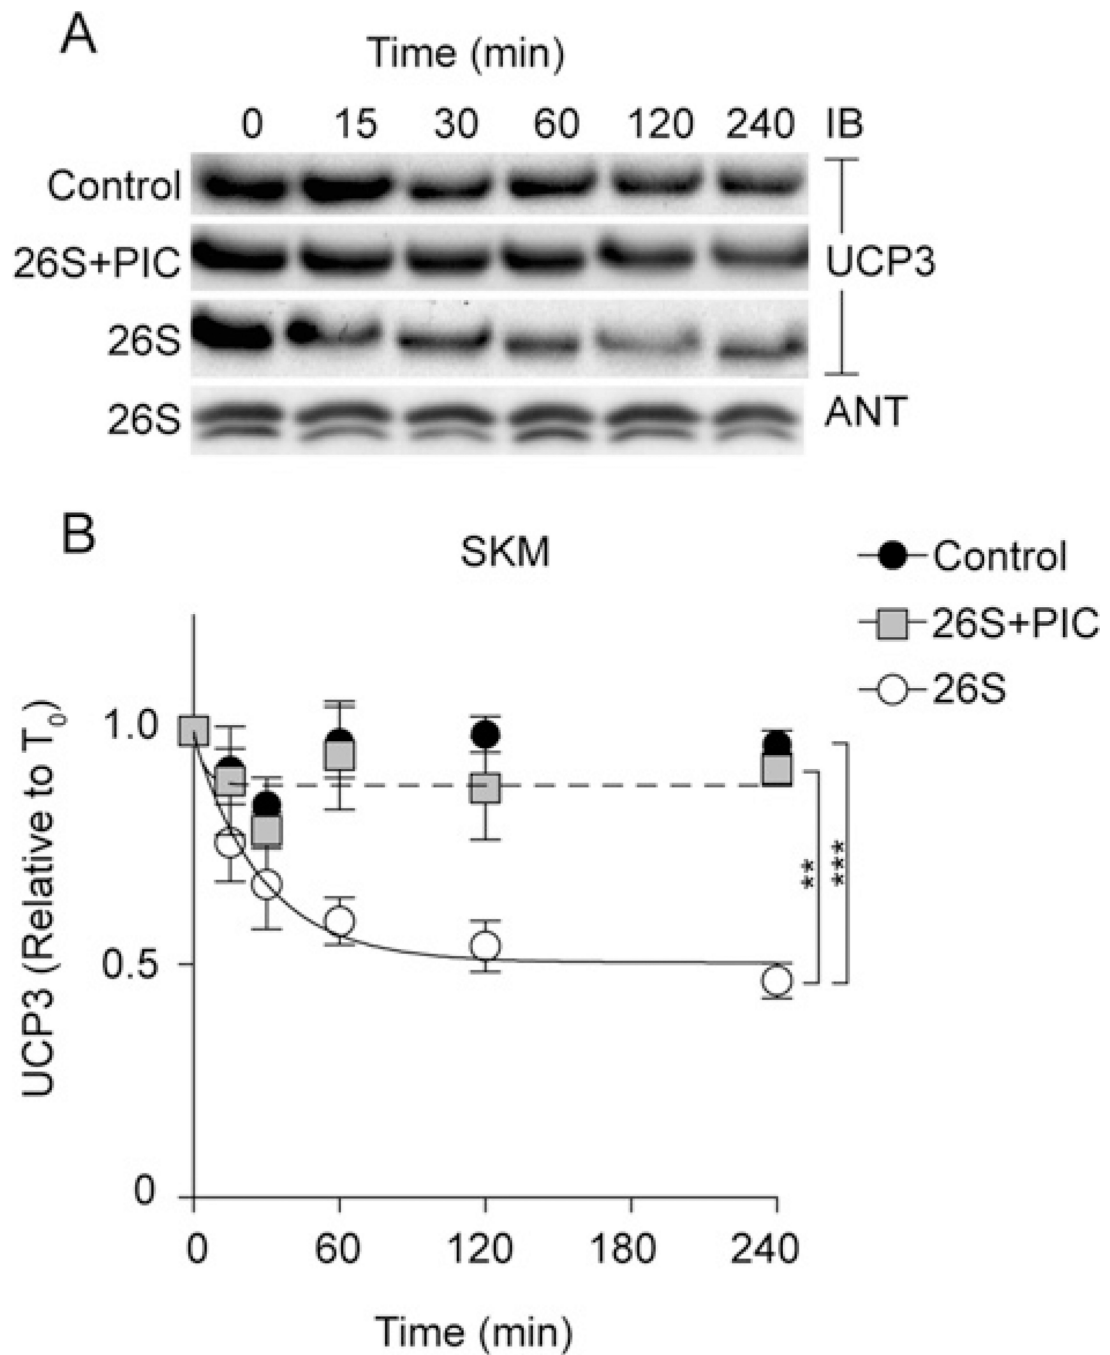 A
Time (min)
0 15 30 60 120 240 IB
Control
26S+PIC UCP3
26S
26S ANT
B
SKM
Control
26S+PIC
26S
UCP3 (Relative to T0)
1.0
0.5
0
** ***
0 60 120 180 240
Time (min)